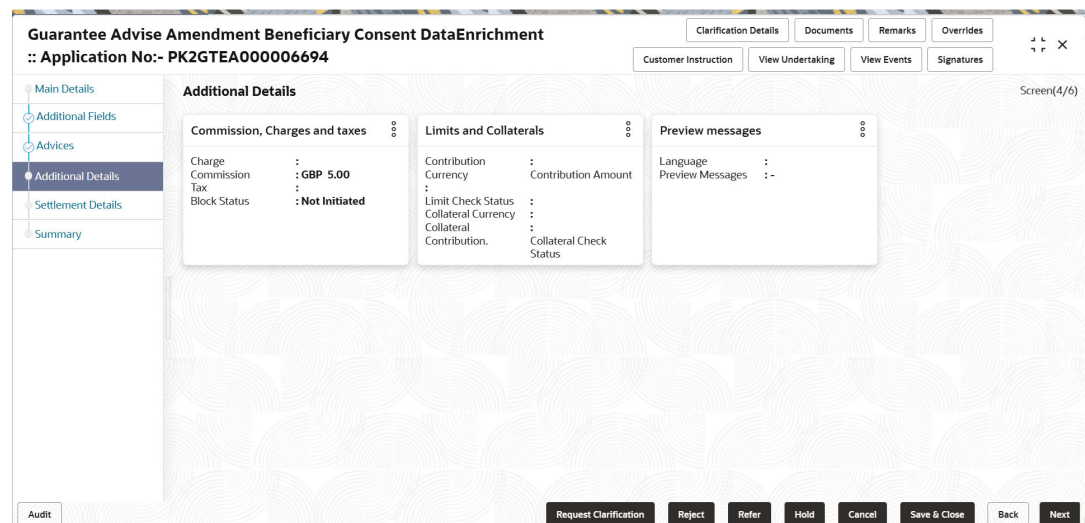 Guarantee Advise Amendment Beneficiary Consent DataEnrichment
:: Application No:- PK2GTEA000006694
Clarification Details
Documents
Remarks
Overrides
Customer Instruction
View Undertaking
View Events
Signatures
Main Details
Additional Fields
Advices
Additional Details
Settlement Details
Summary
Additional Details
Screen(4/6)
Commission, Charges and taxes
Charge :
Commission : GBP 5.00
Tax :
Block Status : Not Initiated
Limits and Collaterals
Contribution :
Currency Contribution Amount
:
Limit Check Status :
Collateral Currency :
Collateral :
Contribution. Collateral Check
Status
Preview messages
Language :
Preview Messages : -
Audit
Request Clarification
Reject
Refer
Hold
Cancel
Save & Close
Back
Next